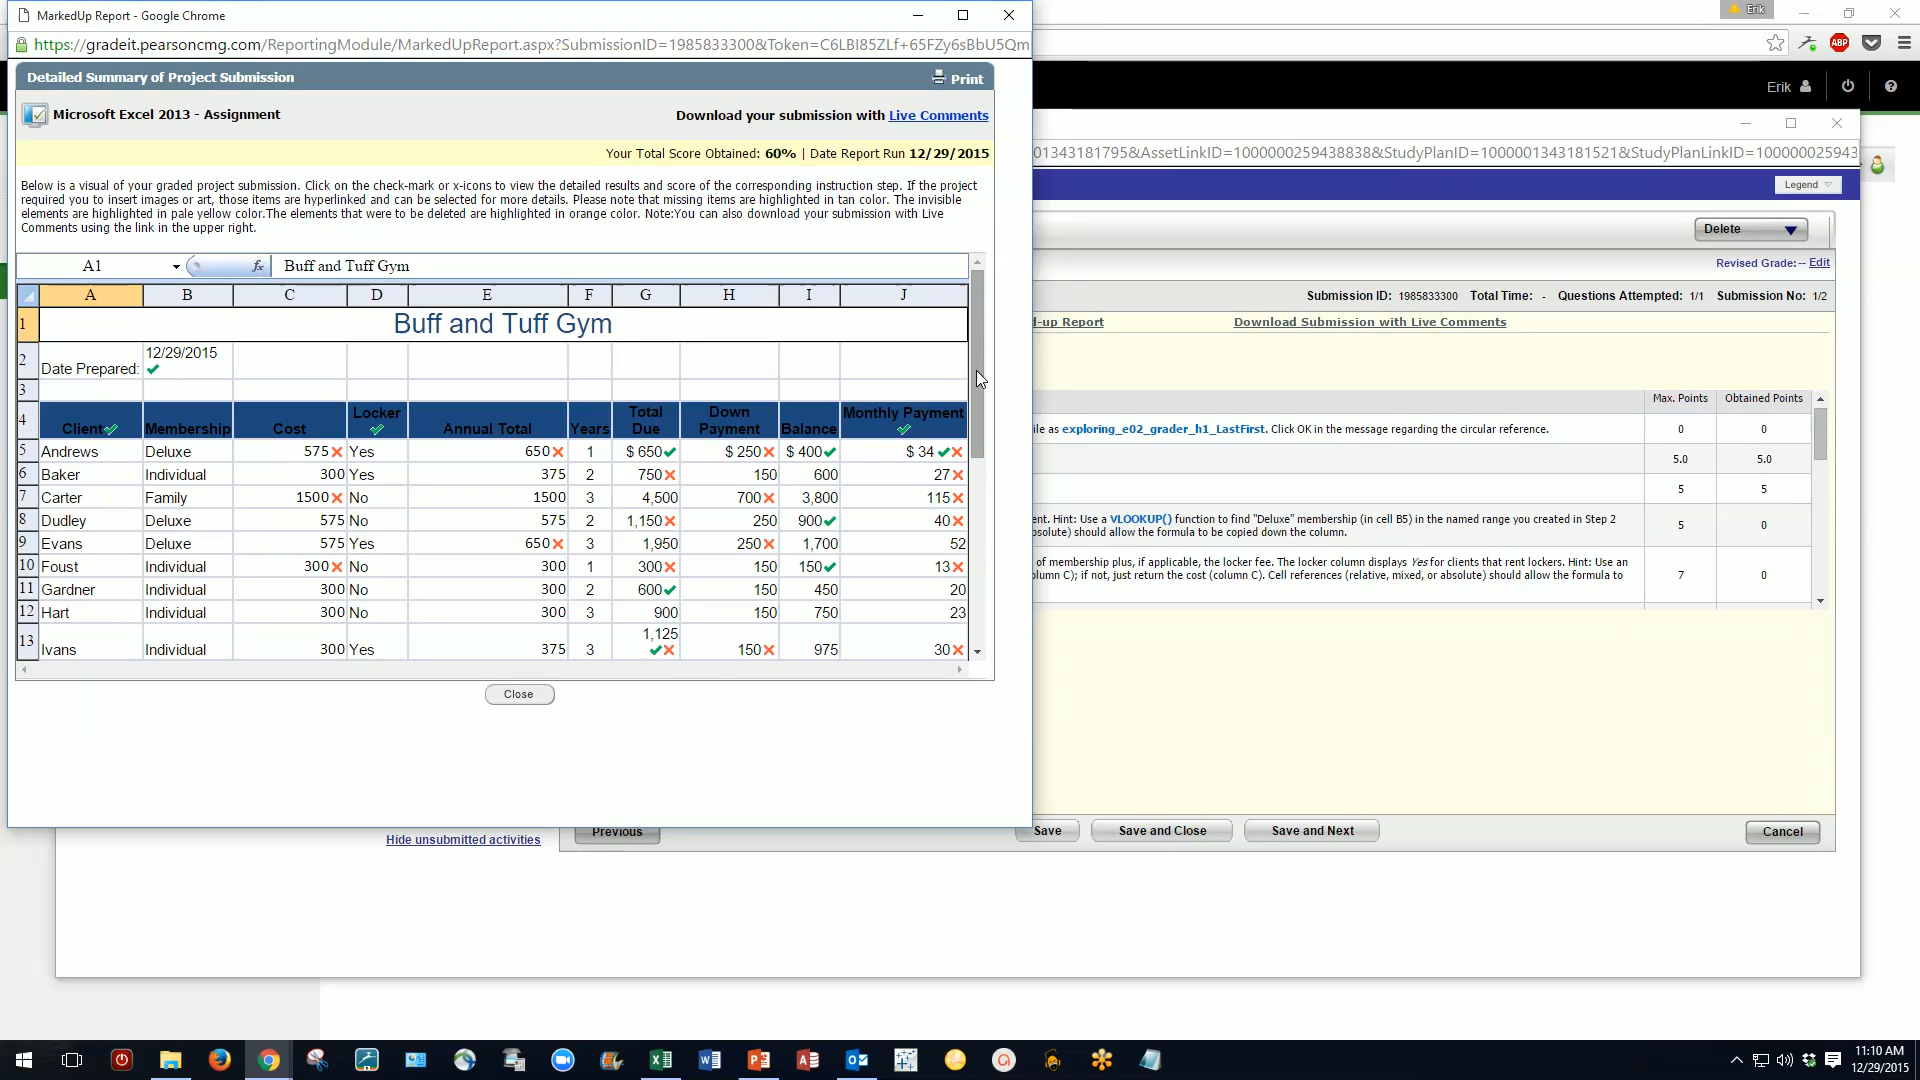 MarkedUp Report - Google Chrome
Erik
https://gradeit.pearsoncmg.com/ReportingModule/MarkedUpReport.aspx?SubmissionID=1985833300&Token=C6LBI85ZLf+65FZy6sBbU5Qm
ABP
Detailed Summary of Project Submission
Print
Erik
Microsoft Excel 2013 - Assignment
Download your submission with Live Comments
Your Total Score Obtained: 60% | Date Report Run 12/29/2015
01343181795&AssetLinkID=1000000259438838&StudyPlanID=1000001343181521&StudyPlanLinkID=100000025943
Legend
Below is a visual of your graded project submission. Click on the check-mark or x-icons to view the detailed results and score of the corresponding instruction step. If the project
required you to insert images or art, those items are hyperlinked and can be selected for more details. Please note that missing items are highlighted in tan color. The invisible
elements are highlighted in pale yellow color.The elements that were to be deleted are highlighted in orange color. Note:You can also download your submission with Live
Comments using the link in the upper right.
Delete
Revised Grade:-- Edit
Submission ID: 1985833300 Total Time: - Questions Attempted: 1/1 Submission No: 1/2
d-up Report
Download Submission with Live Comments
A1 fx Buff and Tuff Gym
A B C D E F G H I J
1 Buff and Tuff Gym
2 Date Prepared: 12/29/2015
3
4 Client Membership Cost Locker Annual Total Years Total Due Down Payment Balance Monthly Payment
5 Andrews Deluxe 575 Yes 650 1 $ 650 $ 250 $ 400 $ 34
6 Baker Individual 300 Yes 375 2 750 150 600 27
7 Carter Family 1500 No 1500 3 4,500 700 3,800 115
8 Dudley Deluxe 575 No 575 2 1,150 250 900 40
9 Evans Deluxe 575 Yes 650 3 1,950 250 1,700 52
10 Foust Individual 300 No 300 1 300 150 150 13
11 Gardner Individual 300 No 300 2 600 150 450 20
12 Hart Individual 300 No 300 3 900 150 750 23
13 Ivans Individual 300 Yes 375 3 1,125 150 975 30
Close
Max. Points Obtained Points
ile as exploring_e02_grader_h1_LastFirst. Click OK in the message regarding the circular reference. 0 0
5.0 5.0
5 5
ent. Hint: Use a VLOOKUP() function to find "Deluxe" membership (in cell B5) in the named range you created in Step 2
bsolute) should allow the formula to be copied down the column. 5 0
of membership plus, if applicable, the locker fee. The locker column displays Yes for clients that rent lockers. Hint: Use an
olumn C); if not, just return the cost (column C). Cell references (relative, mixed, or absolute) should allow the formula to 7 0
Hide unsubmitted activities
Previous
Save
Save and Close
Save and Next
Cancel
11:10 AM
12/29/2015